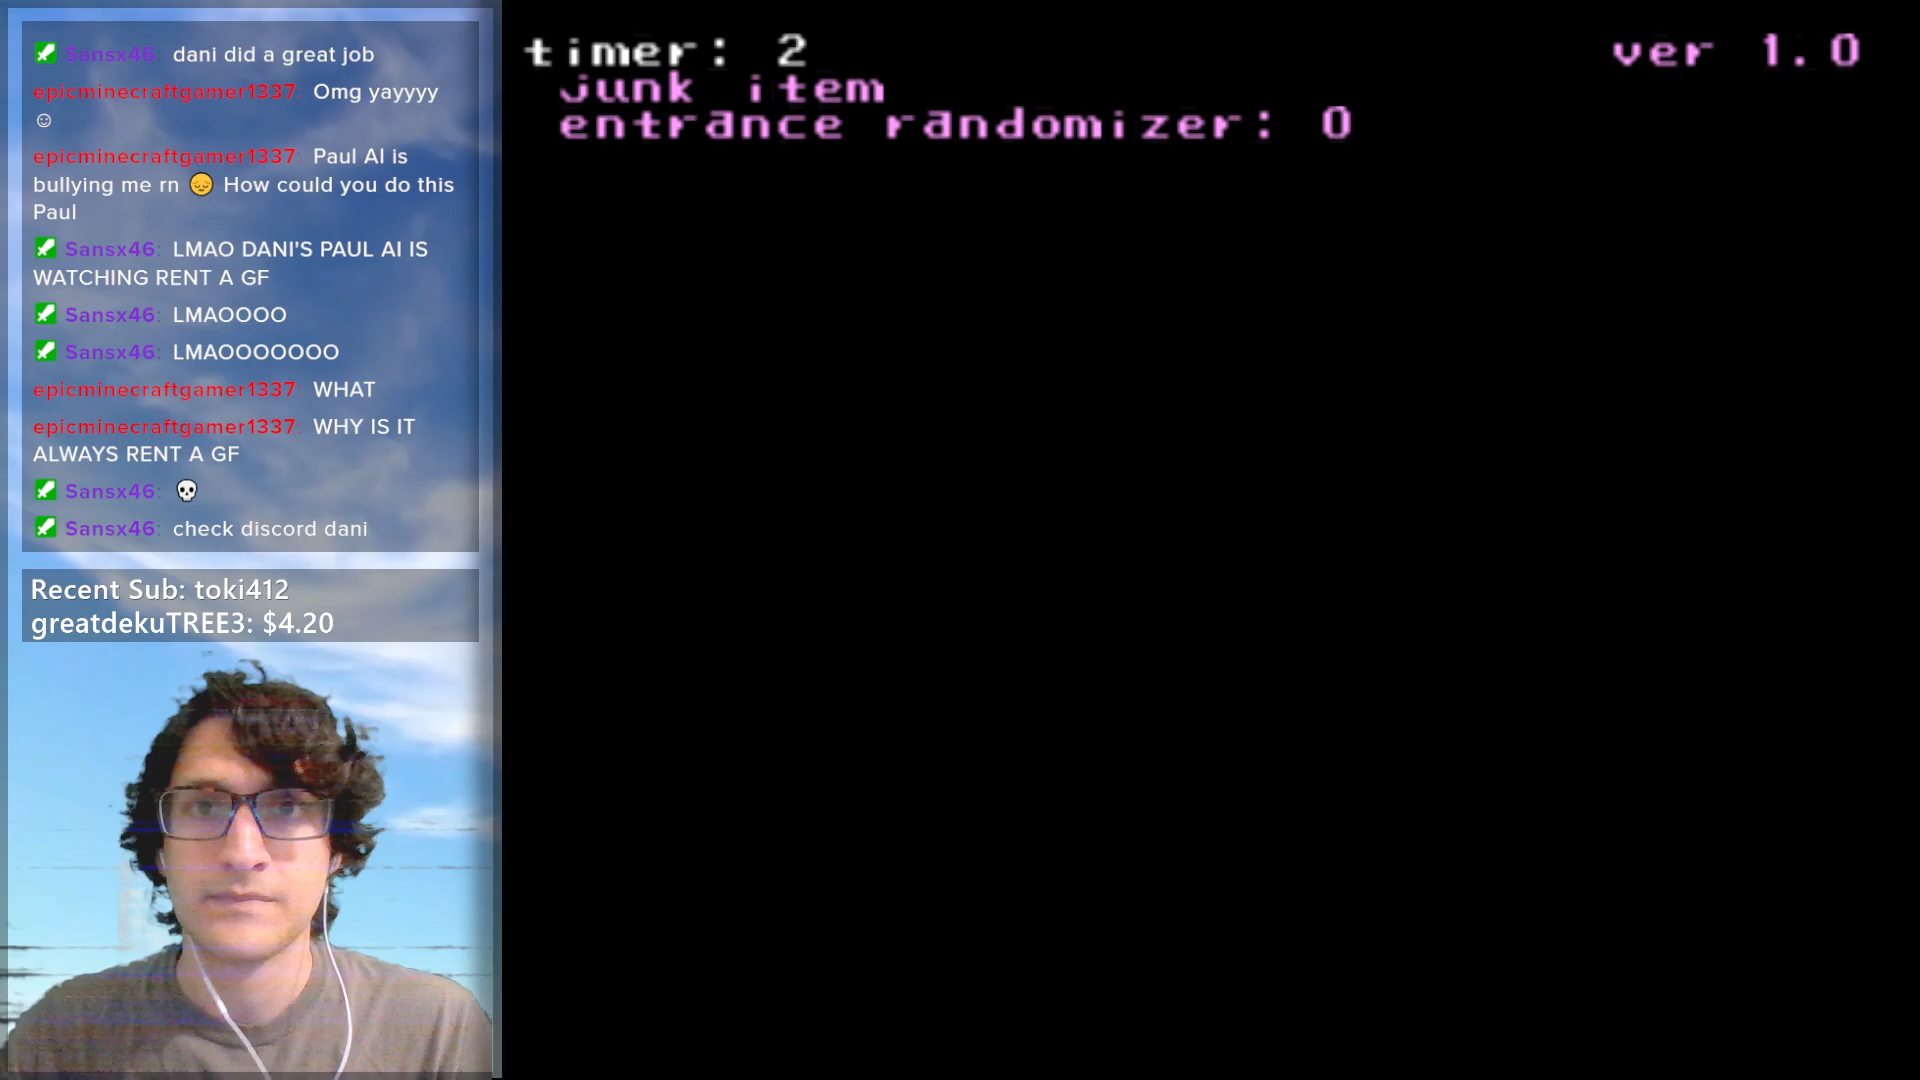 Sansx46: dani did a great job
epicminecraftgamer1337: Omg yayyyy
☺
epicminecraftgamer1337: Paul AI is
bullying me rn 😔 How could you do this
Paul
Sansx46: LMAO DANI'S PAUL AI IS
WATCHING RENT A GF
Sansx46: LMAOOOO
Sansx46: LMAOOOOOOO
epicminecraftgamer1337: WHAT
epicminecraftgamer1337: WHY IS IT
ALWAYS RENT A GF
Sansx46: 💀
Sansx46: check discord dani
Recent Sub: toki412
greatdekuTREE3: $4.20
timer: 2
ver 1.0
junk item
entrance randomizer: 0